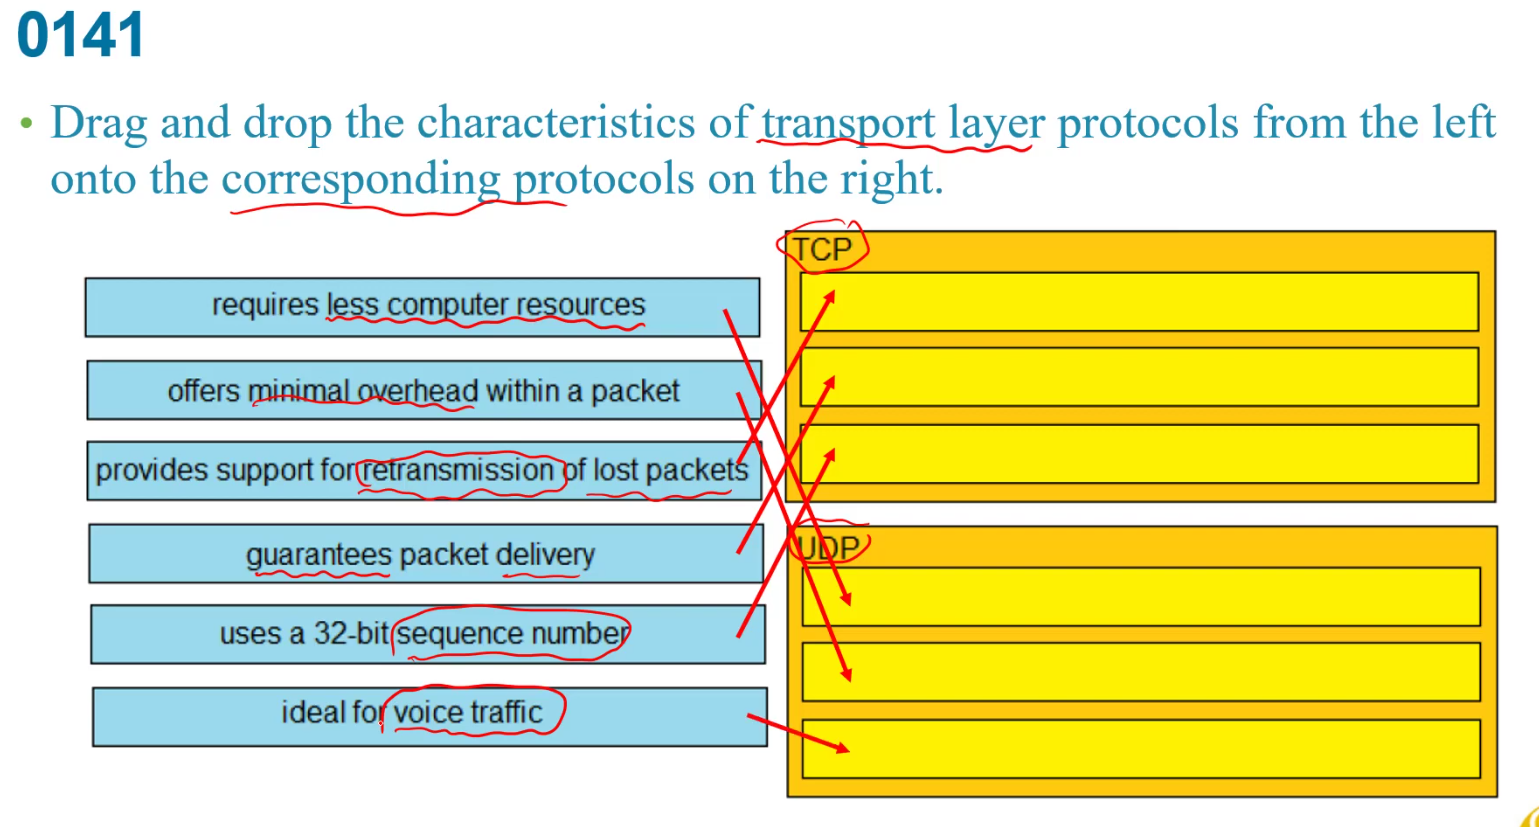 0141
• Drag and drop the characteristics of transport layer protocols from the left
onto the corresponding protocols on the right.
requires less computer resources
offers minimal overhead within a packet
provides support for retransmission of lost packets
guarantees packet delivery
uses a 32-bit sequence number
ideal for voice traffic
TCP
UDP